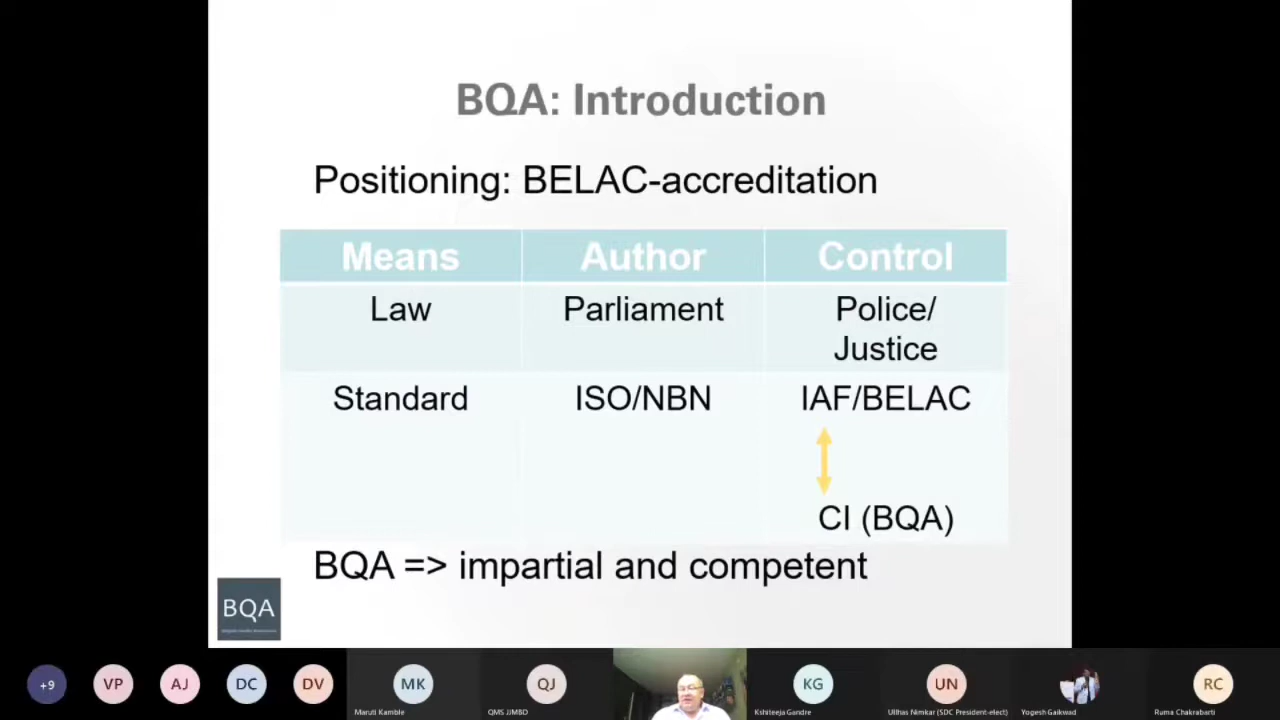 BQA: Introduction
Positioning: BELAC-accreditation
Means Author Control
Law Parliament Police/
Justice
Standard ISO/NBN IAF/BELAC
CI (BQA)
BQA => impartial and competent
BQA
+9 VP AJ DC DV MK QJ KG UN RC
Maruti Kamble QMS JJMBD Kshiteeja Gandre Ullhas Nimkar (SDC President-elect) Yogesh Gaikwad Ruma Chakrabarti